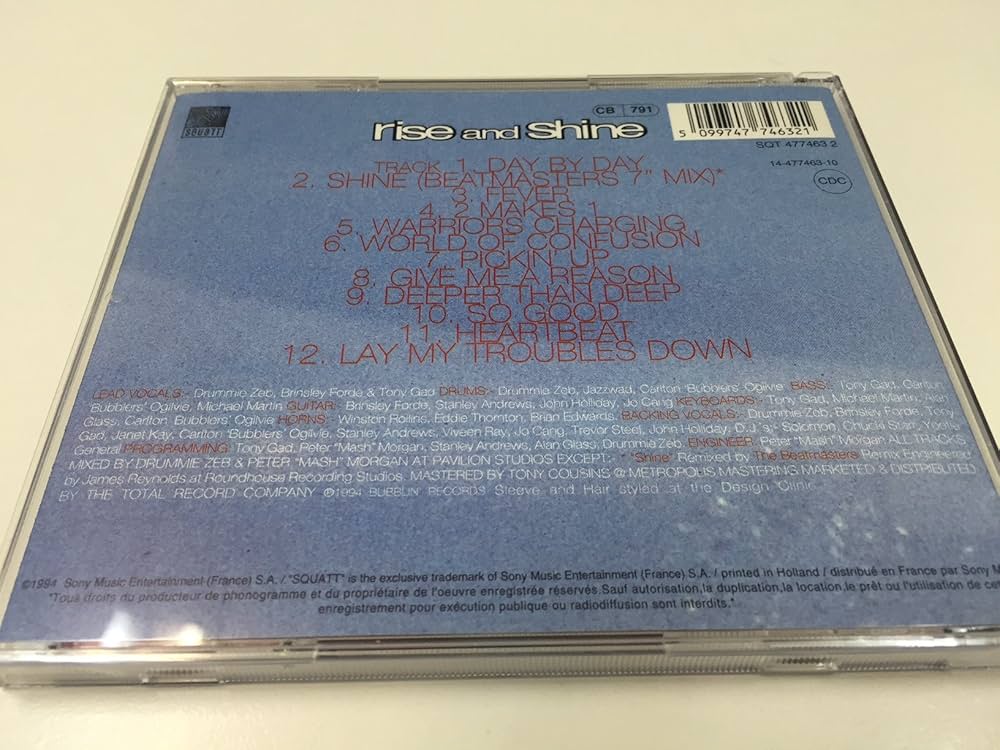 SQUATT
CB 791
rise and shine
5 099747 746321
SQT 477463 2
14-477463-10
CDC
TRACK 1. DAY BY DAY
2. SHINE (BEATMASTERS 7" MIX)*
3. FEVER
4. 2 MAKES 1
5. WARRIORS CHARGING
6. WORLD OF CONFUSION
7. PICKIN' UP
8. GIVE ME A REASON
9. DEEPER THAN DEEP
10. SO GOOD
11. HEARTBEAT
12. LAY MY TROUBLES DOWN
LEAD VOCALS:- Drummie Zeb, Brinsley Forde & Tony Gad DRUMS:- Drummie Zeb, Jazzwad, Carlton 'Bubblers' Ogilvie BASS:- Tony Gad, Carlton
'Bubblers' Ogilvie, Michael Martin GUITAR:- Brinsley Forde, Stanley Andrews, John Holliday, Jo Cang KEYBOARDS:- Tony Gad, Michael Martin, Alan
Glass, Carlton 'Bubblers' Ogilvie HORNS:- Winston Rollins, Eddie Thornton, Brian Edwards. BACKING VOCALS:- Drummie Zeb, Brinsley Forde, Tony
Gad, Janet Kay, Carlton 'Bubblers' Ogilvie, Stanley Andrews, Viveen Ray, Jo Cang, Trevor Steel, John Holliday, D.J.'s:- Solomon, Chucki Starr, Yvette
General PROGRAMMING Tony Gad, Peter "Mash" Morgan, Stanley Andrews, Alan Glass, Drummie Zeb, ENGINEER Peter "Mash" Morgan ALL TRACKS
MIXED BY DRUMMIE ZEB & PETER "MASH" MORGAN AT PAVILION STUDIOS EXCEPT:- * "Shine" Remixed by The Beatmasters Remix Engineered
by James Reynolds at Roundhouse Recording Studios. MASTERED BY TONY COUSINS @ METROPOLIS MASTERING MARKETED & DISTRIBUTED
BY THE TOTAL RECORD COMPANY ℗1994 BUBBLIN' RECORDS Sleeve and Hair styled at the Design Clinic
©1994 Sony Music Entertainment (France) S.A. / "SQUATT" is the exclusive trademark of Sony Music Entertainment (France) S.A. / printed in Holland / distribué en France par Sony M
"Tous droits du producteur de phonogramme et du propriétaire de l'oeuvre enregistrée réservés.Sauf autorisation,la duplication,la location,le prêt ou l'utilisation de ce
enregistrement pour exécution publique ou radiodiffusion sont interdits."